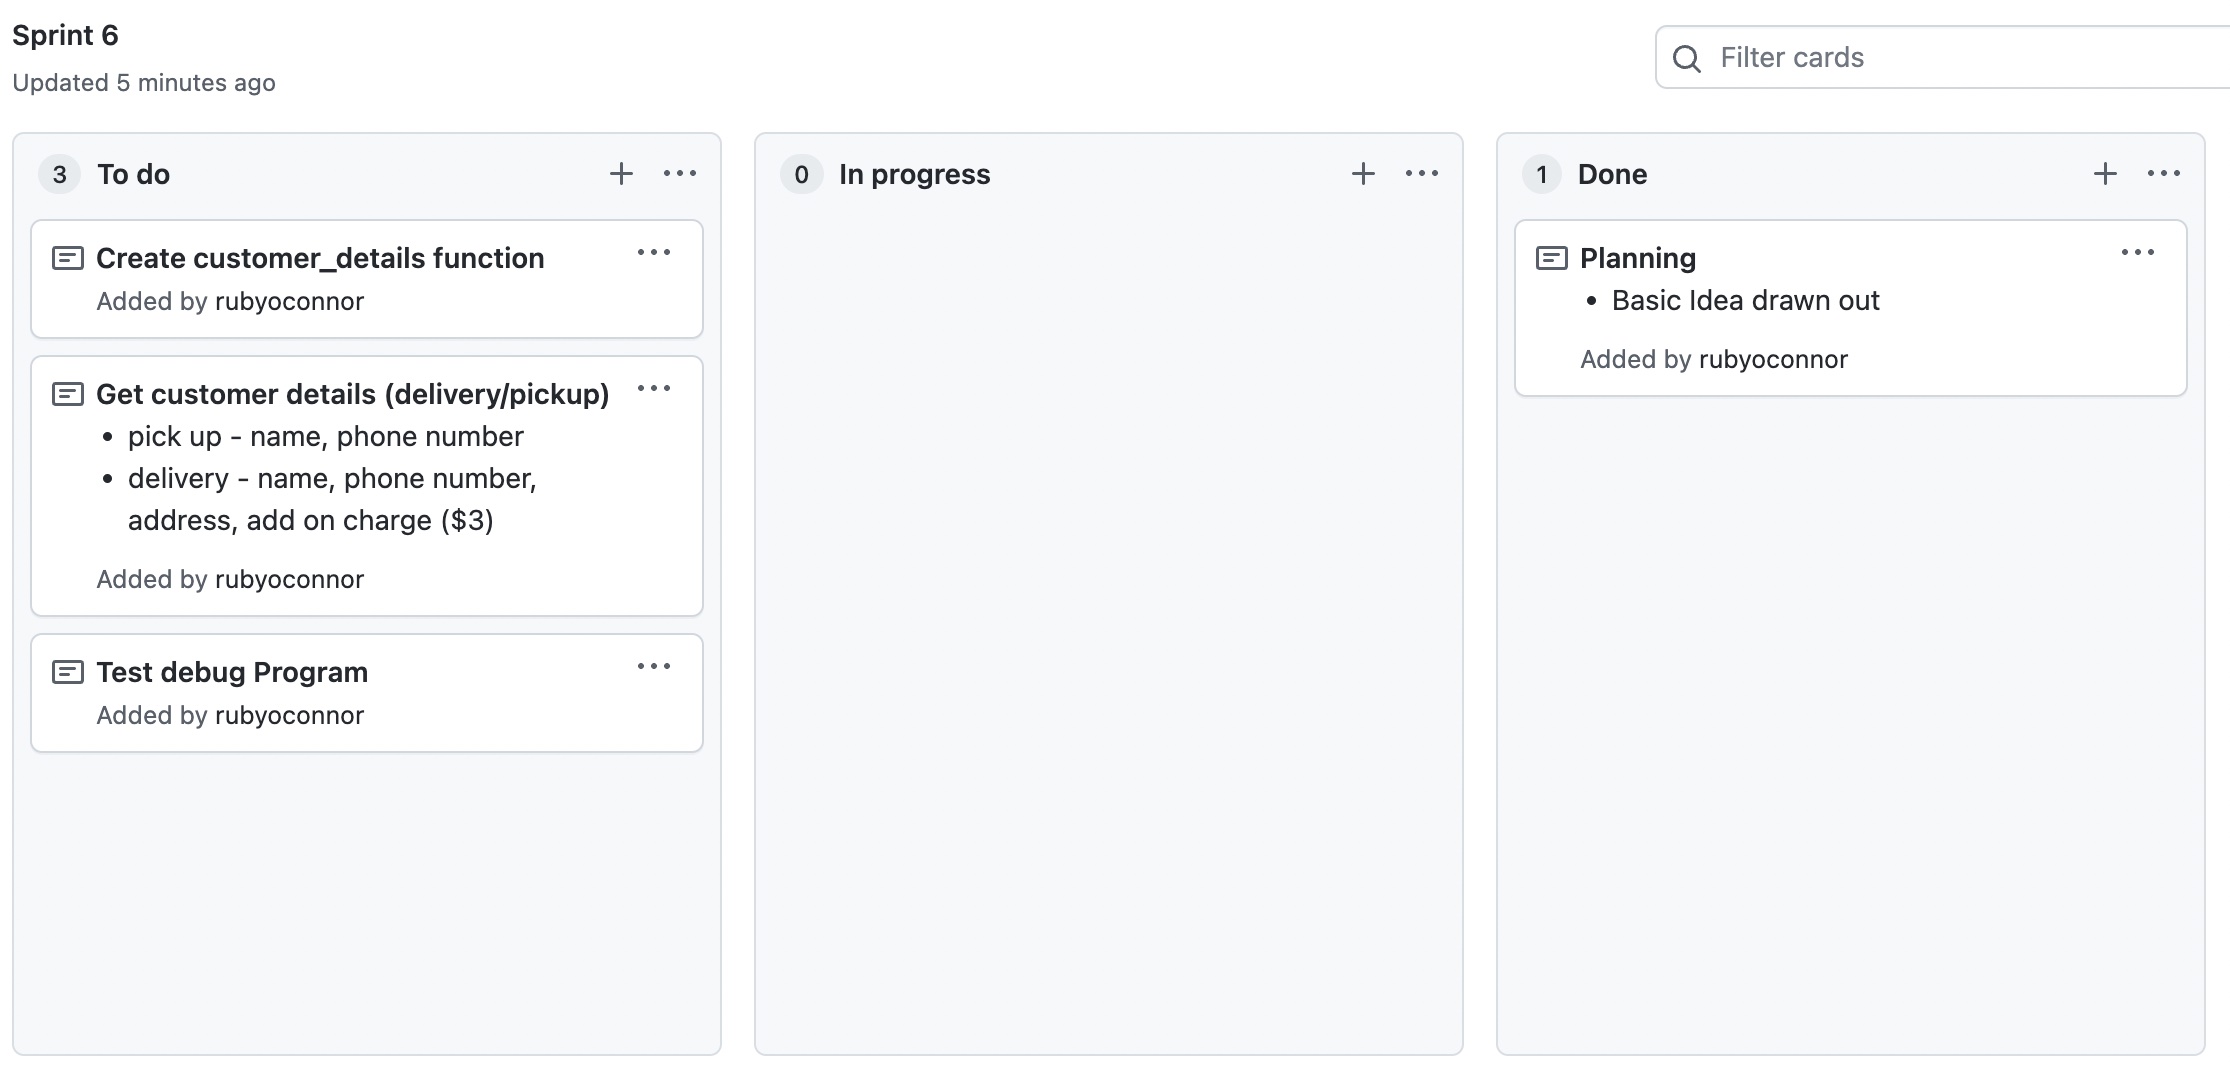 Sprint 6
Updated 5 minutes ago
Filter cards
3 To do
Create customer_details function
Added by rubyoconnor
Get customer details (delivery/pickup)
• pick up - name, phone number
• delivery - name, phone number,
address, add on charge ($3)
Added by rubyoconnor
Test debug Program
Added by rubyoconnor
0 In progress
1 Done
Planning
• Basic Idea drawn out
Added by rubyoconnor